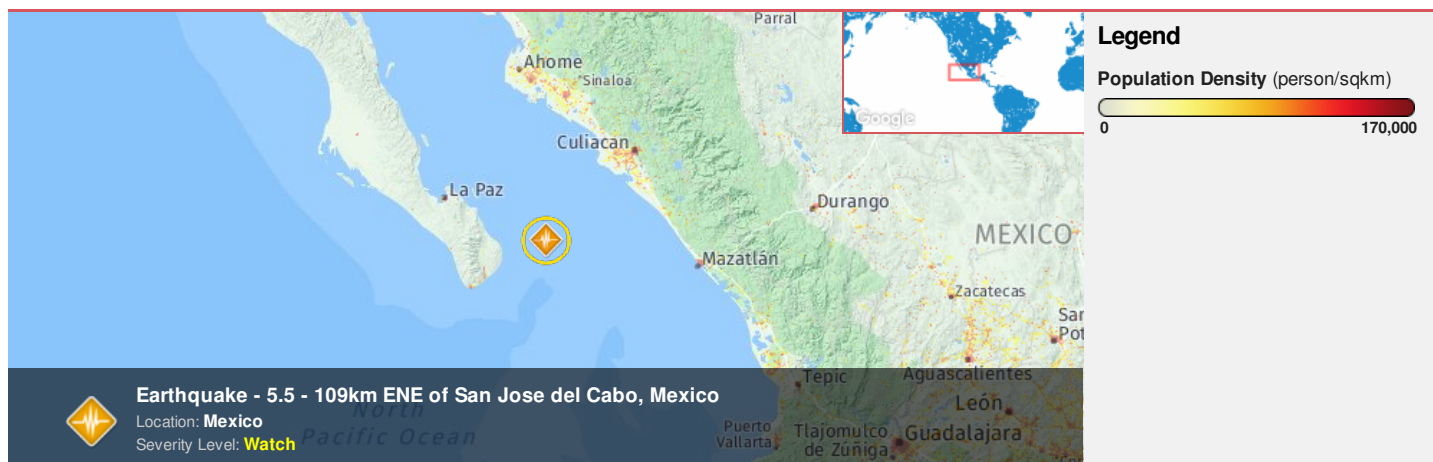 Parral
Ahome
Sinaloa
Google
Culiacan
La Paz
Durango
MEXICO
Mazatlán
Zacatecas
San
Pot
Tepic
Aguascalientes
León
North
Pacific Ocean
Puerto
Vallarta
Tlajomulco
de Zúñiga
Guadalajara
Earthquake - 5.5 - 109km ENE of San Jose del Cabo, Mexico
Location: Mexico
Severity Level: Watch
Legend
Population Density (person/sqkm)
0 170,000